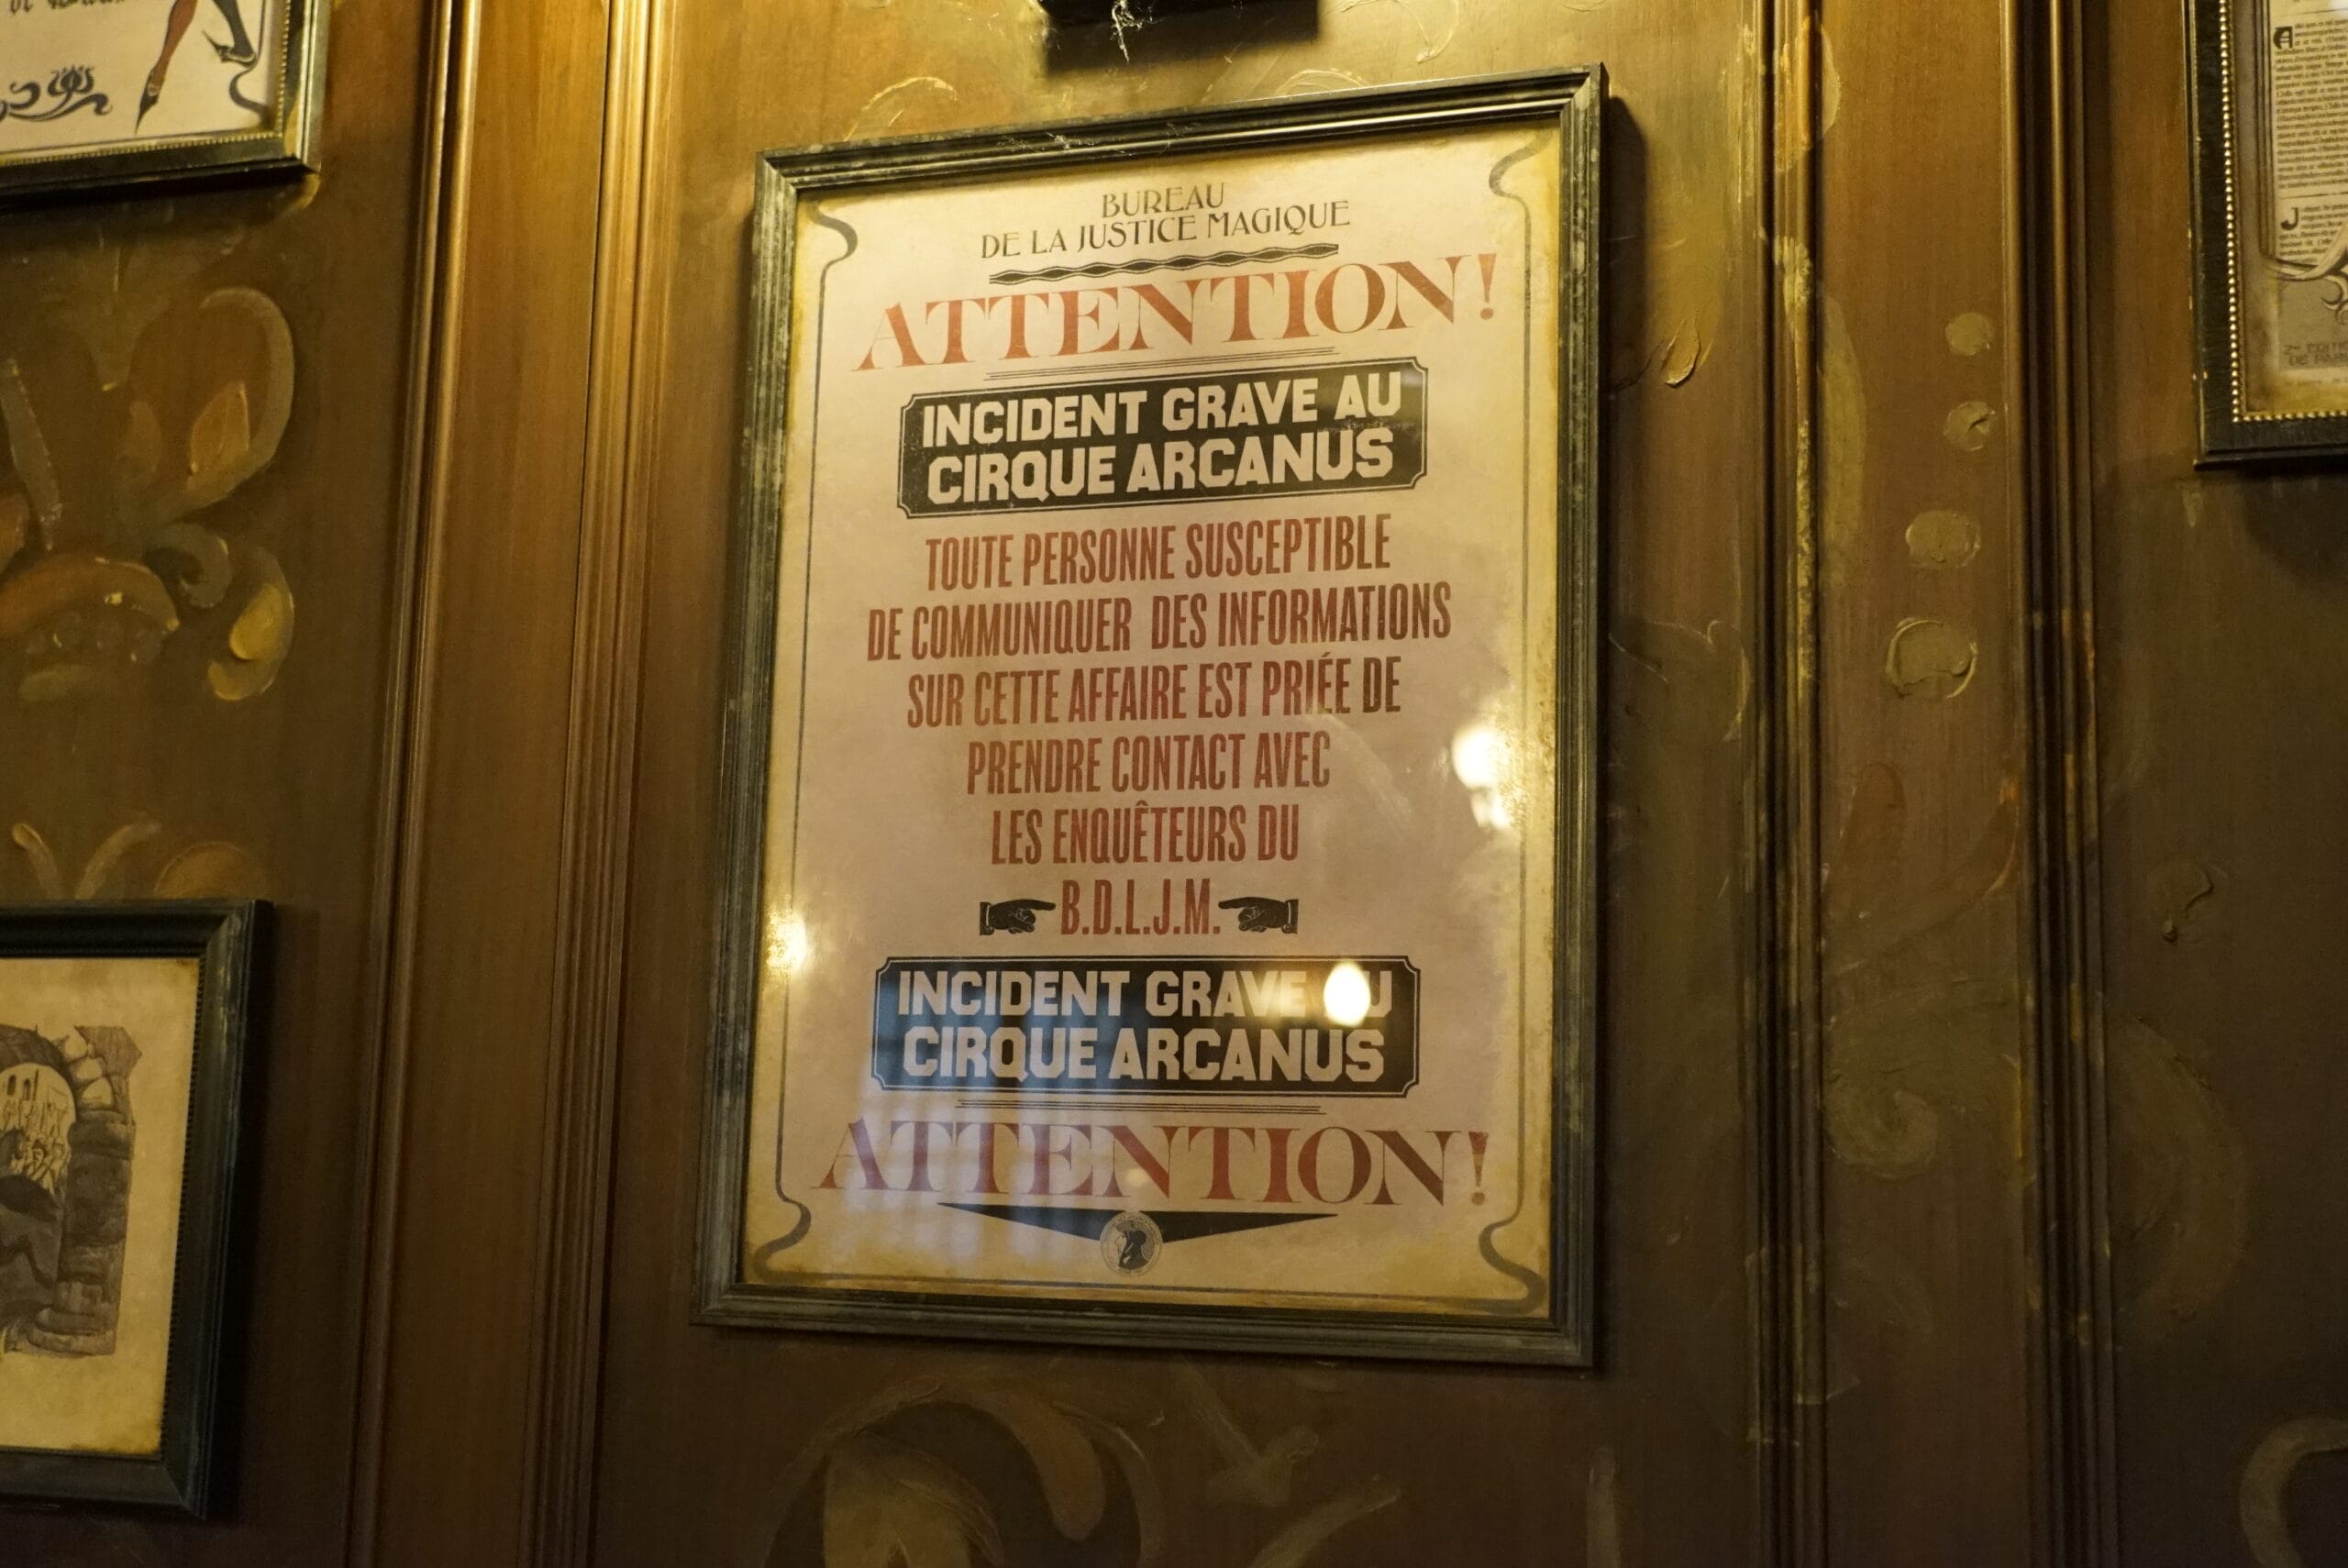 BUREAU
DE LA JUSTICE MAGIQUE
ATTENTION!
INCIDENT GRAVE AU
CIRQUE ARCANUS
TOUTE PERSONNE SUSCEPTIBLE
DE COMMUNIQUER DES INFORMATIONS
SUR CETTE AFFAIRE EST PRIÉE DE
PRENDRE CONTACT AVEC
LES ENQUÊTEURS DU
B.D.L.J.M.
INCIDENT GRAVE AU
CIRQUE ARCANUS
ATTENTION!